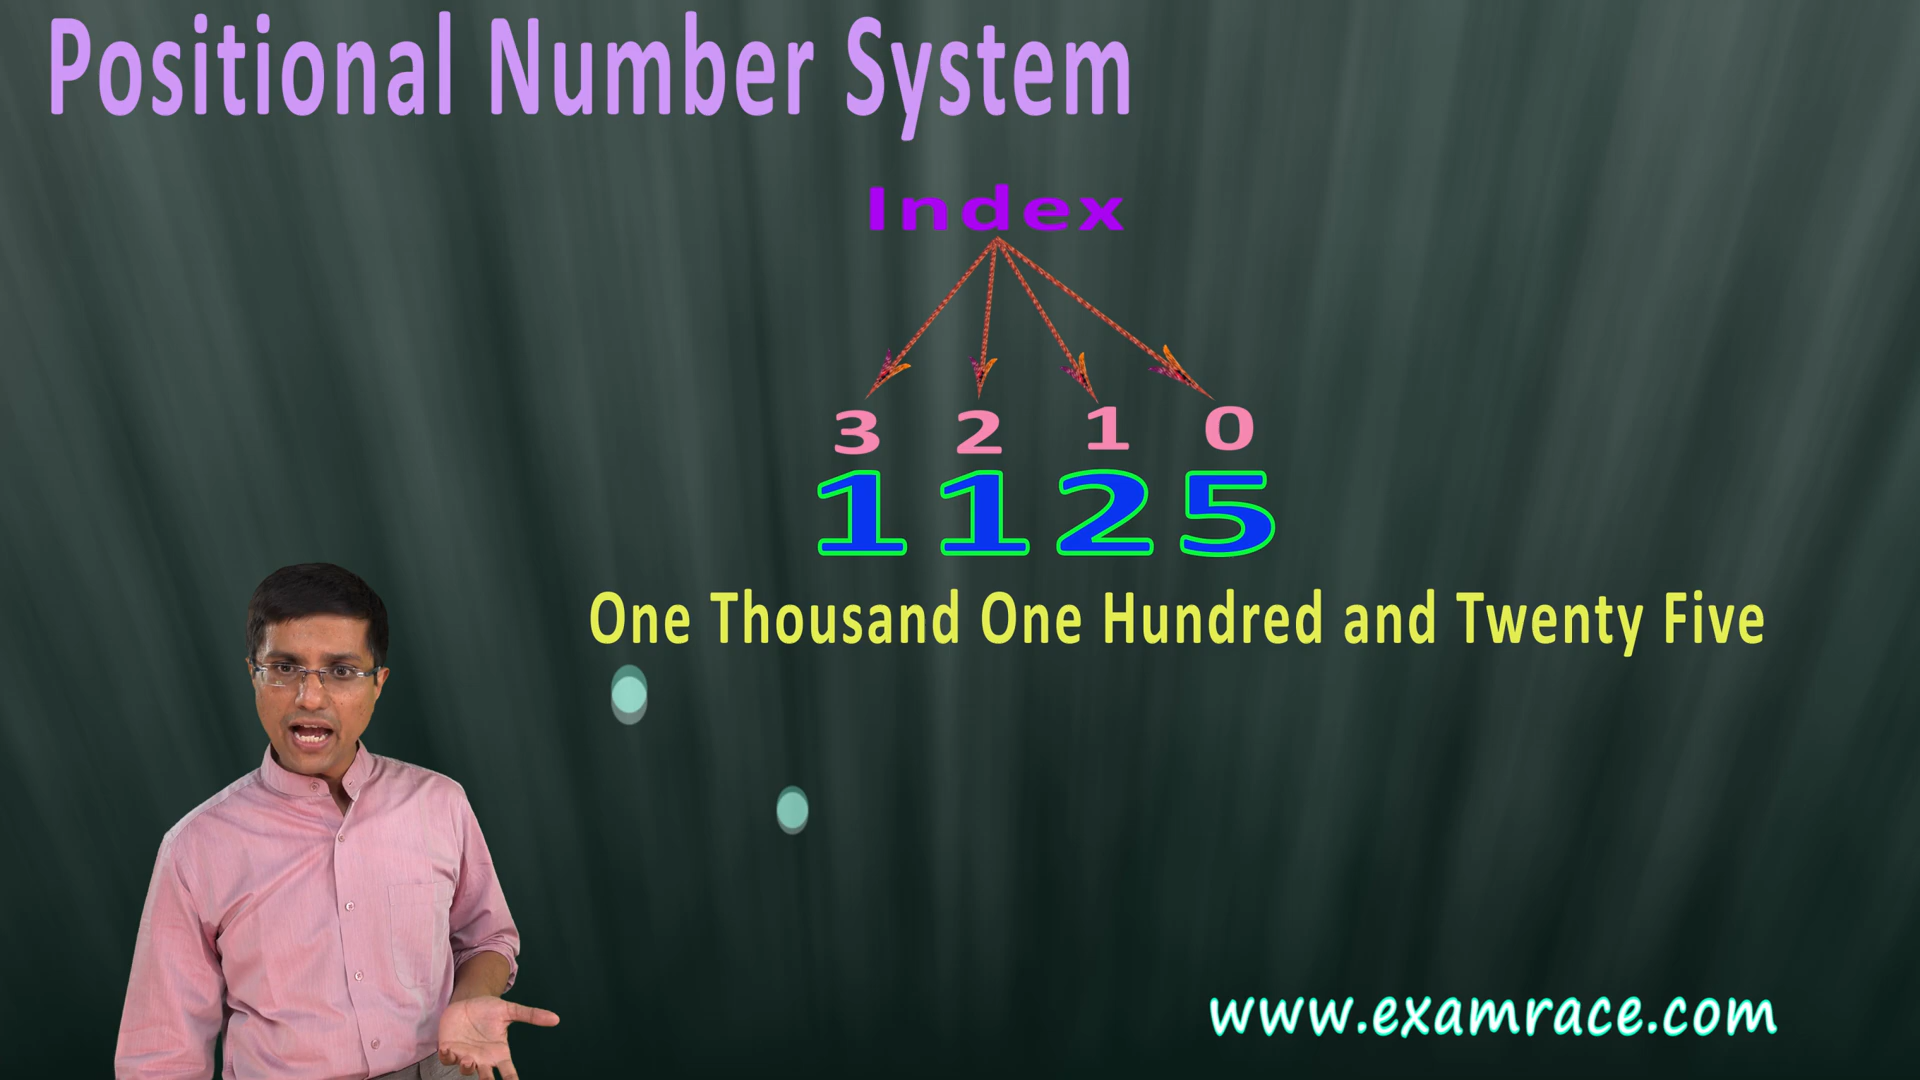 Positional Number System
Index
3 2 1 0
1125
One Thousand One Hundred and Twenty Five
www.examrace.com